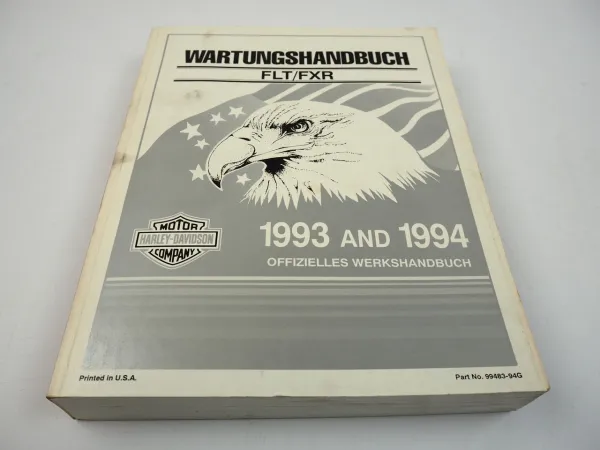 WARTUNGSHANDBUCH
FLT/FXR
MOTOR
HARLEY-DAVIDSON
COMPANY
1993 AND 1994
OFFIZIELLES WERKSHANDBUCH
Printed in U.S.A.
Part No. 99483-94G